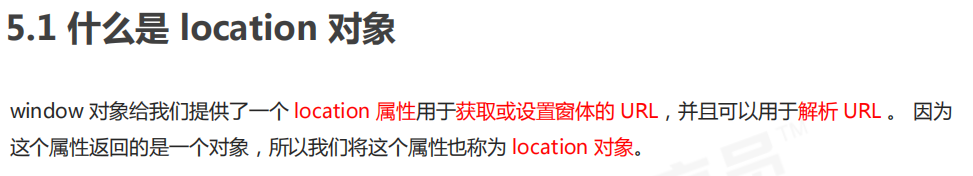 5.1 什么是 location 对象
window 对象给我们提供了一个 location 属性用于获取或设置窗体的 URL，并且可以用于解析 URL 。 因为
这个属性返回的是一个对象，所以我们将这个属性也称为 location 对象。